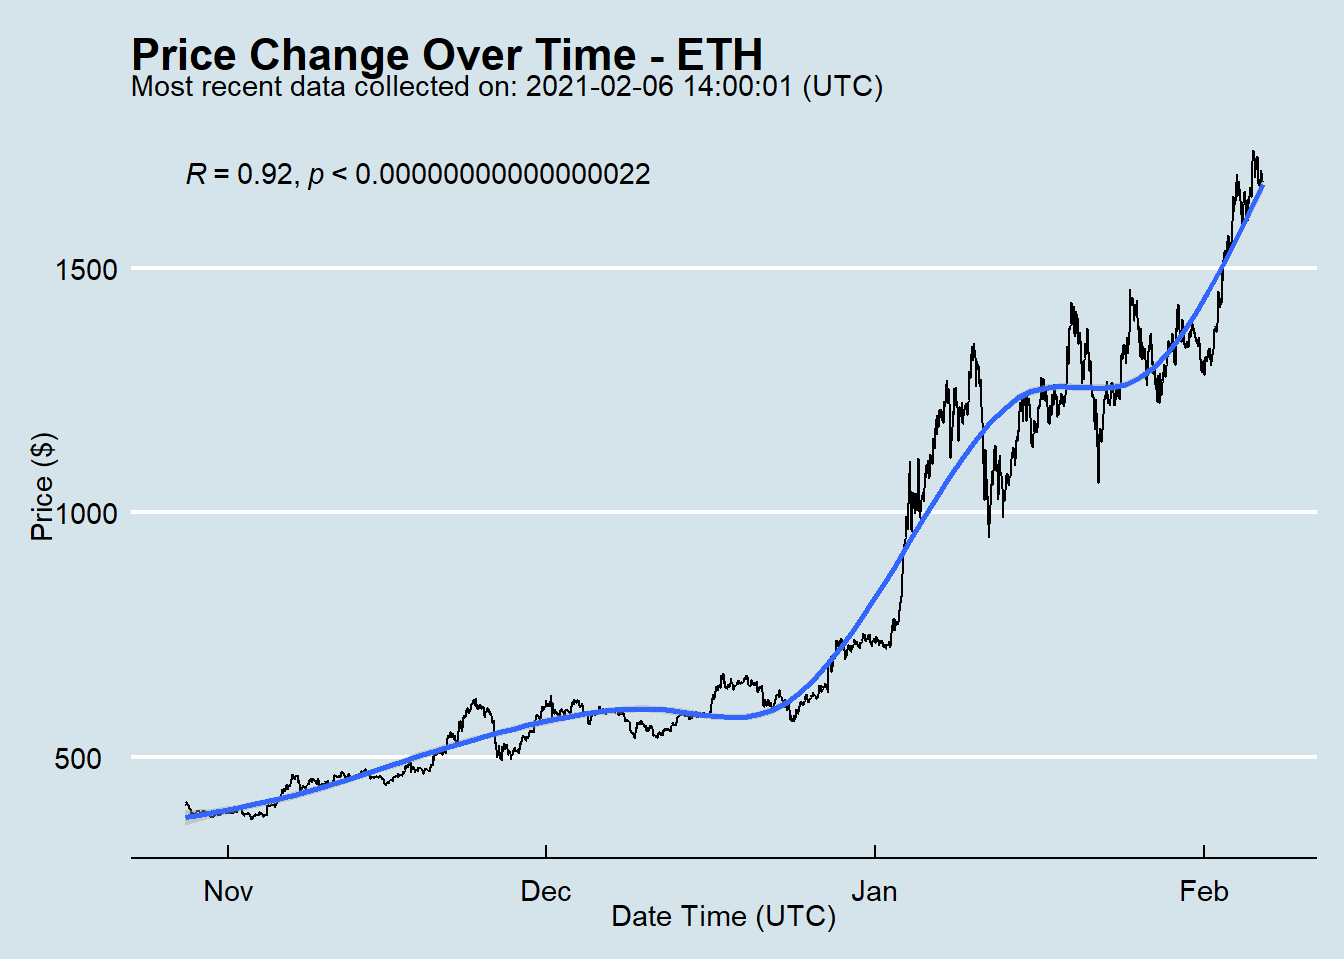 Price Change Over Time - ETH
Most recent data collected on: 2021-02-06 14:00:01 (UTC)
R = 0.92, p < 0.00000000000000022
1500
1000
500
Price ($)
Nov
Dec
Jan
Feb
Date Time (UTC)